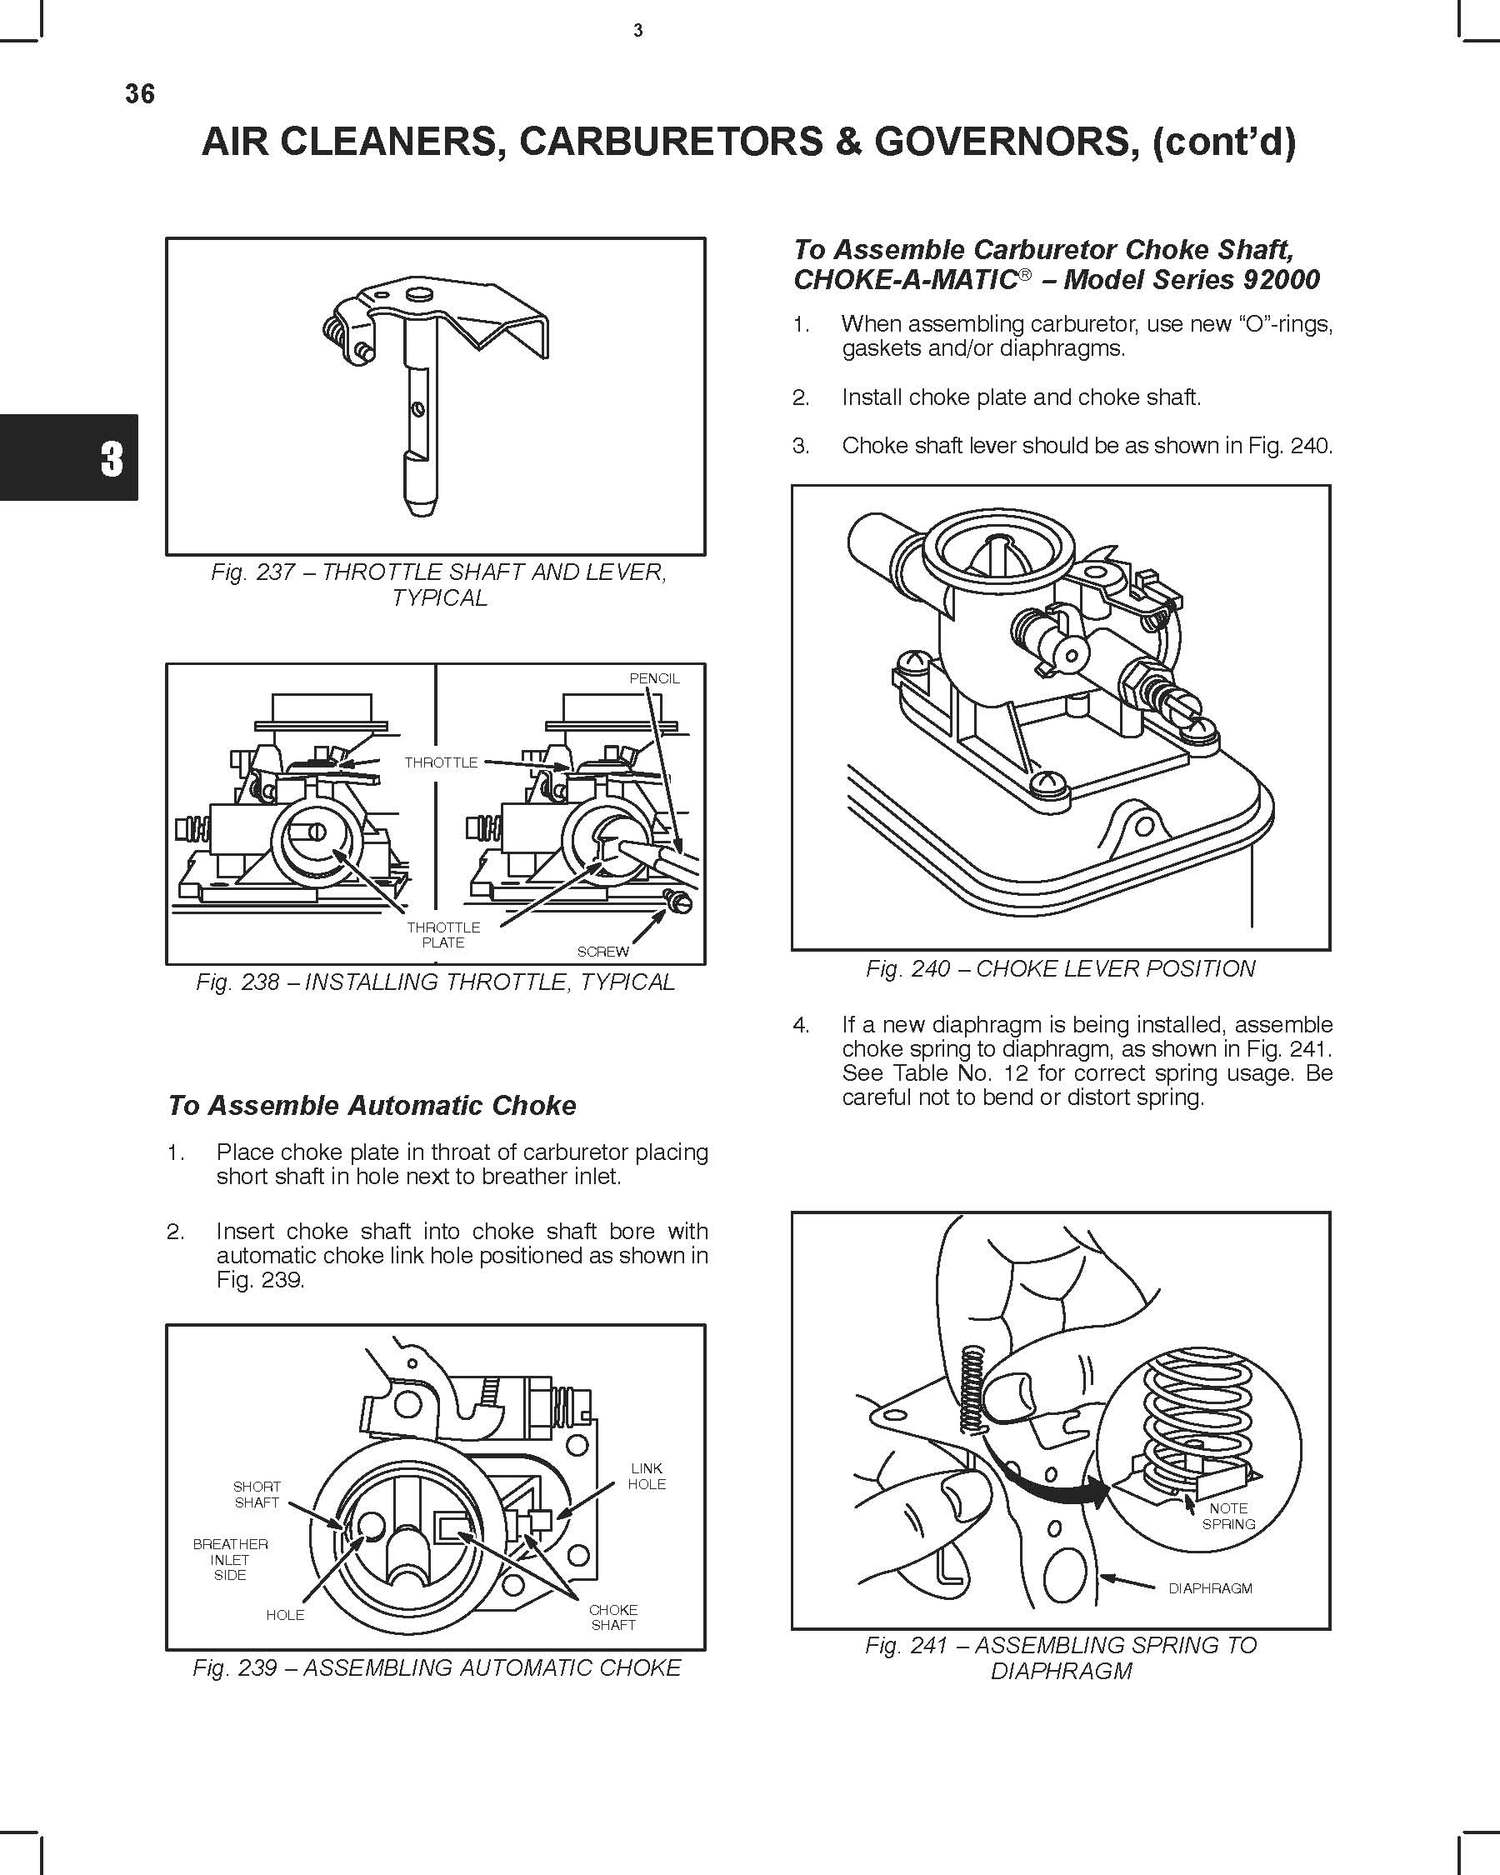 3
36
AIR CLEANERS, CARBURETORS & GOVERNORS, (cont’d)
3
Fig. 237 – THROTTLE SHAFT AND LEVER,
TYPICAL
PENCIL
THROTTLE
THROTTLE
PLATE
SCREW
Fig. 238 – INSTALLING THROTTLE, TYPICAL
To Assemble Automatic Choke
1. Place choke plate in throat of carburetor placing
short shaft in hole next to breather inlet.
2. Insert choke shaft into choke shaft bore with
automatic choke link hole positioned as shown in
Fig. 239.
LINK
HOLE
SHORT
SHAFT
BREATHER
INLET
SIDE
HOLE
CHOKE
SHAFT
Fig. 239 – ASSEMBLING AUTOMATIC CHOKE
To Assemble Carburetor Choke Shaft,
CHOKE-A-MATIC® – Model Series 92000
1. When assembling carburetor, use new “O”-rings,
gaskets and/or diaphragms.
2. Install choke plate and choke shaft.
3. Choke shaft lever should be as shown in Fig. 240.
Fig. 240 – CHOKE LEVER POSITION
4. If a new diaphragm is being installed, assemble
choke spring to diaphragm, as shown in Fig. 241.
See Table No. 12 for correct spring usage. Be
careful not to bend or distort spring.
NOTE
SPRING
DIAPHRAGM
Fig. 241 – ASSEMBLING SPRING TO
DIAPHRAGM